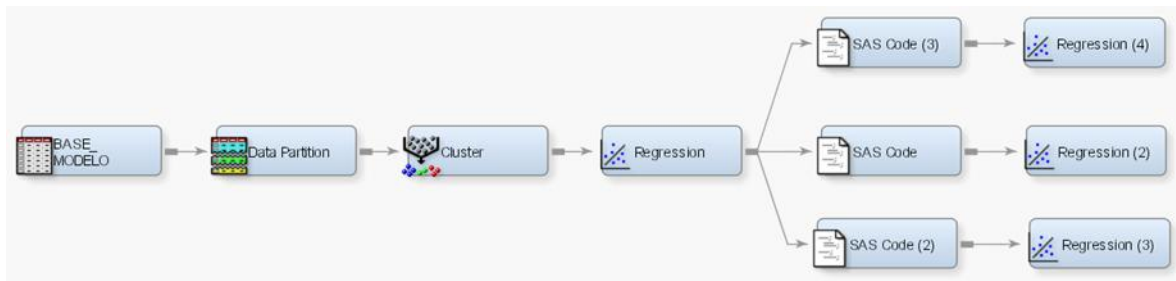 SAS Code (3)
Regression (4)
BASE_
MODELO
Data Partition
Cluster
Regression
SAS Code
Regression (2)
SAS Code (2)
Regression (3)